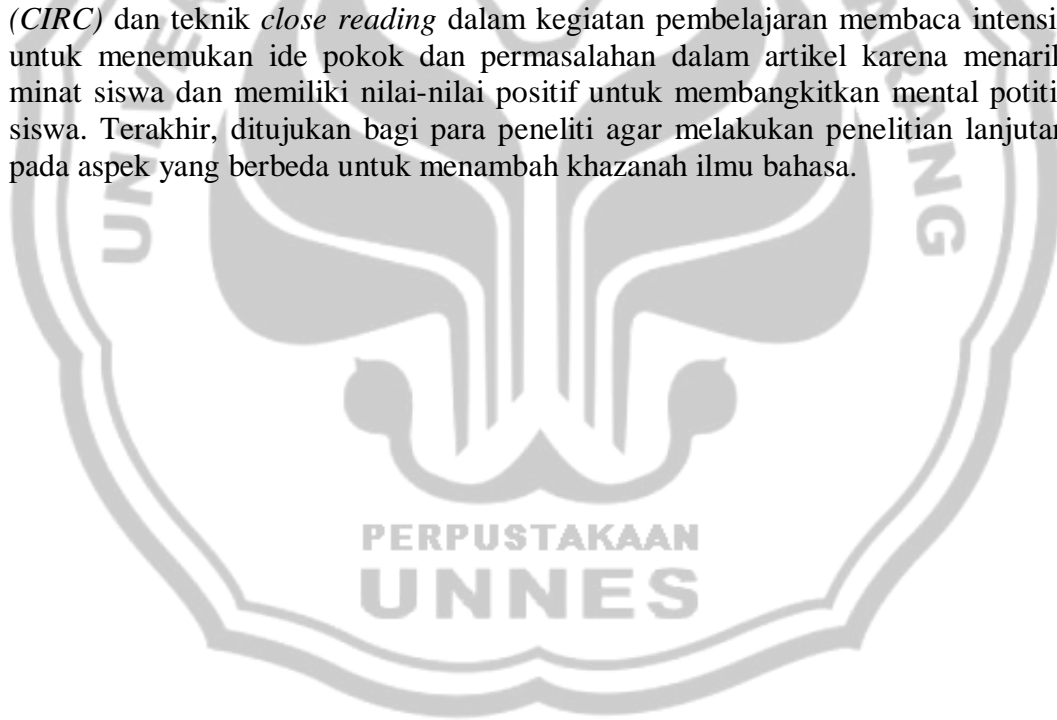 (CIRC) dan teknik close reading dalam kegiatan pembelajaran membaca intensi
untuk menemukan ide pokok dan permasalahan dalam artikel karena menari
minat siswa dan memiliki nilai-nilai positif untuk membangkitkan mental potiti
siswa. Terakhir, ditujukan bagi para peneliti agar melakukan penelitian lanjuta
pada aspek yang berbeda untuk menambah khazanah ilmu bahasa.
PERPUSTAKAAN
UNNES